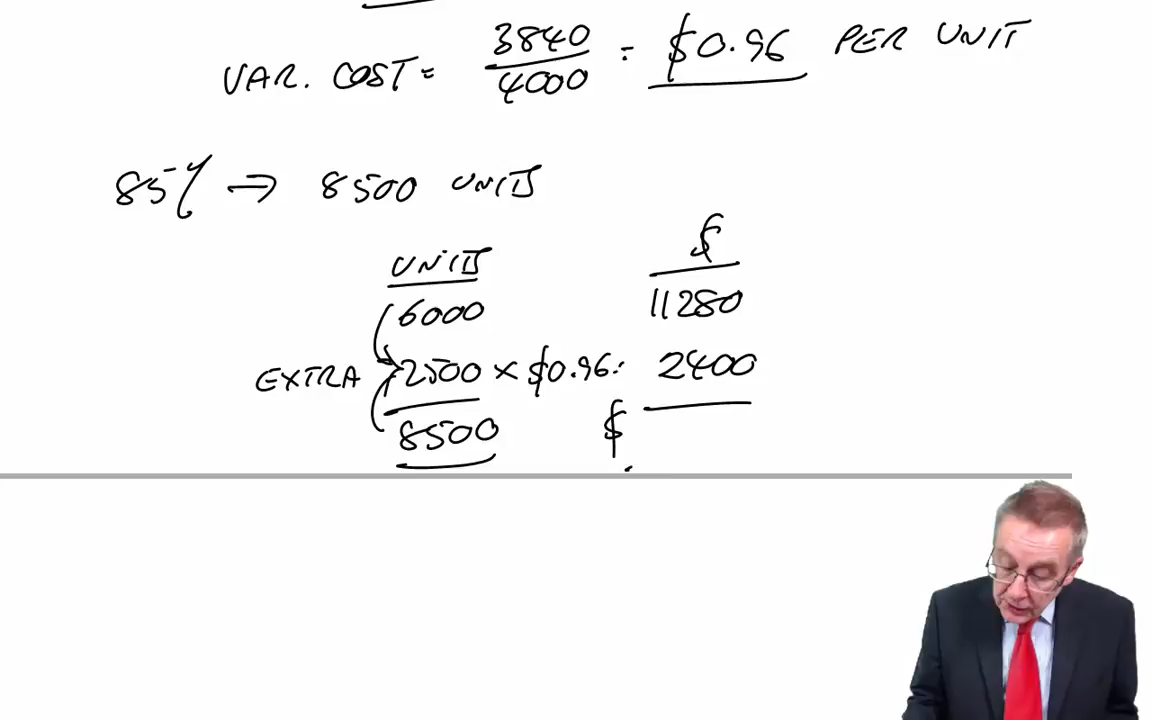 VAR. COST = 3840/4000 = $0.96 PER UNIT
85% ⇒ 8500 UNITS
UNITS $
6000 11280
EXTRA 2500 × $0.96 = 2400
8500 $